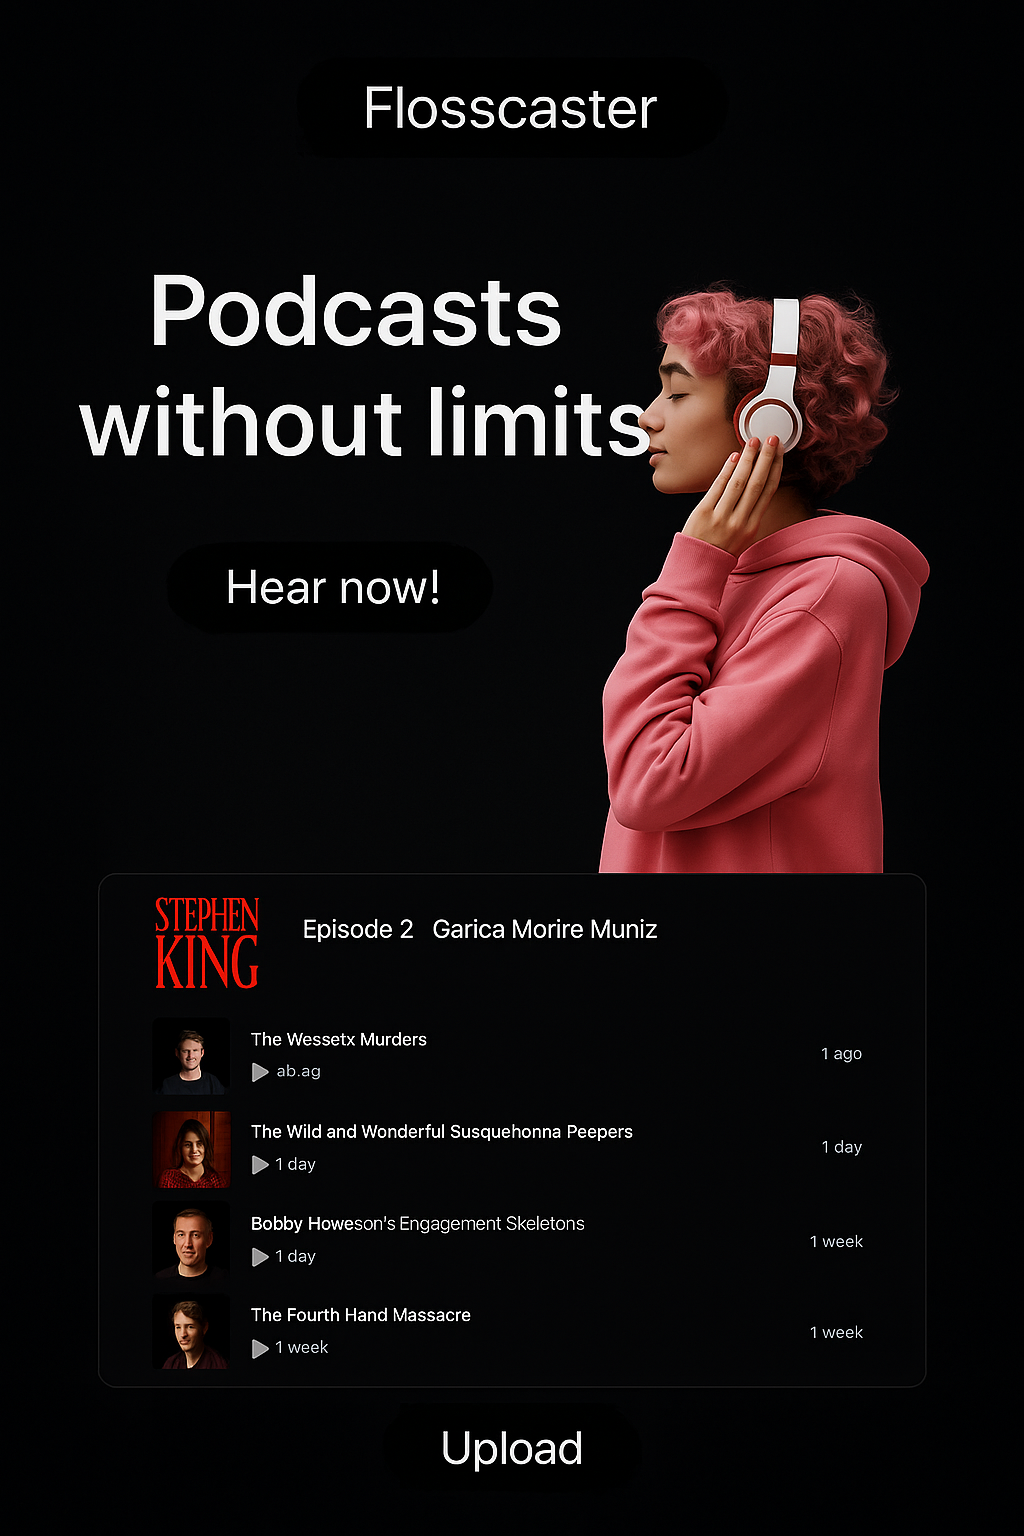 Flosscaster
Podcasts
without limits
Hear now!
STEPHEN
KING
Episode 2 Garica Morire Muniz
The Wessetx Murders
1 ago
ab.ag
The Wild and Wonderful Susquehonna Peepers
1 day
1 day
Bobby Howeson's Engagement Skeletons
1 week
1 day
The Fourth Hand Massacre
1 week
1 week
Upload